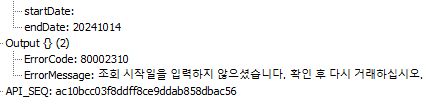 startDate:
endDate: 20241014
Output {} (2)
ErrorCode: 80002310
ErrorMessage: 조회 시작일을 입력하지 않으셨습니다. 확인 후 다시 거래하십시오.
API_SEQ: ac10bcc03f8ddff8ce9ddab858dbac56